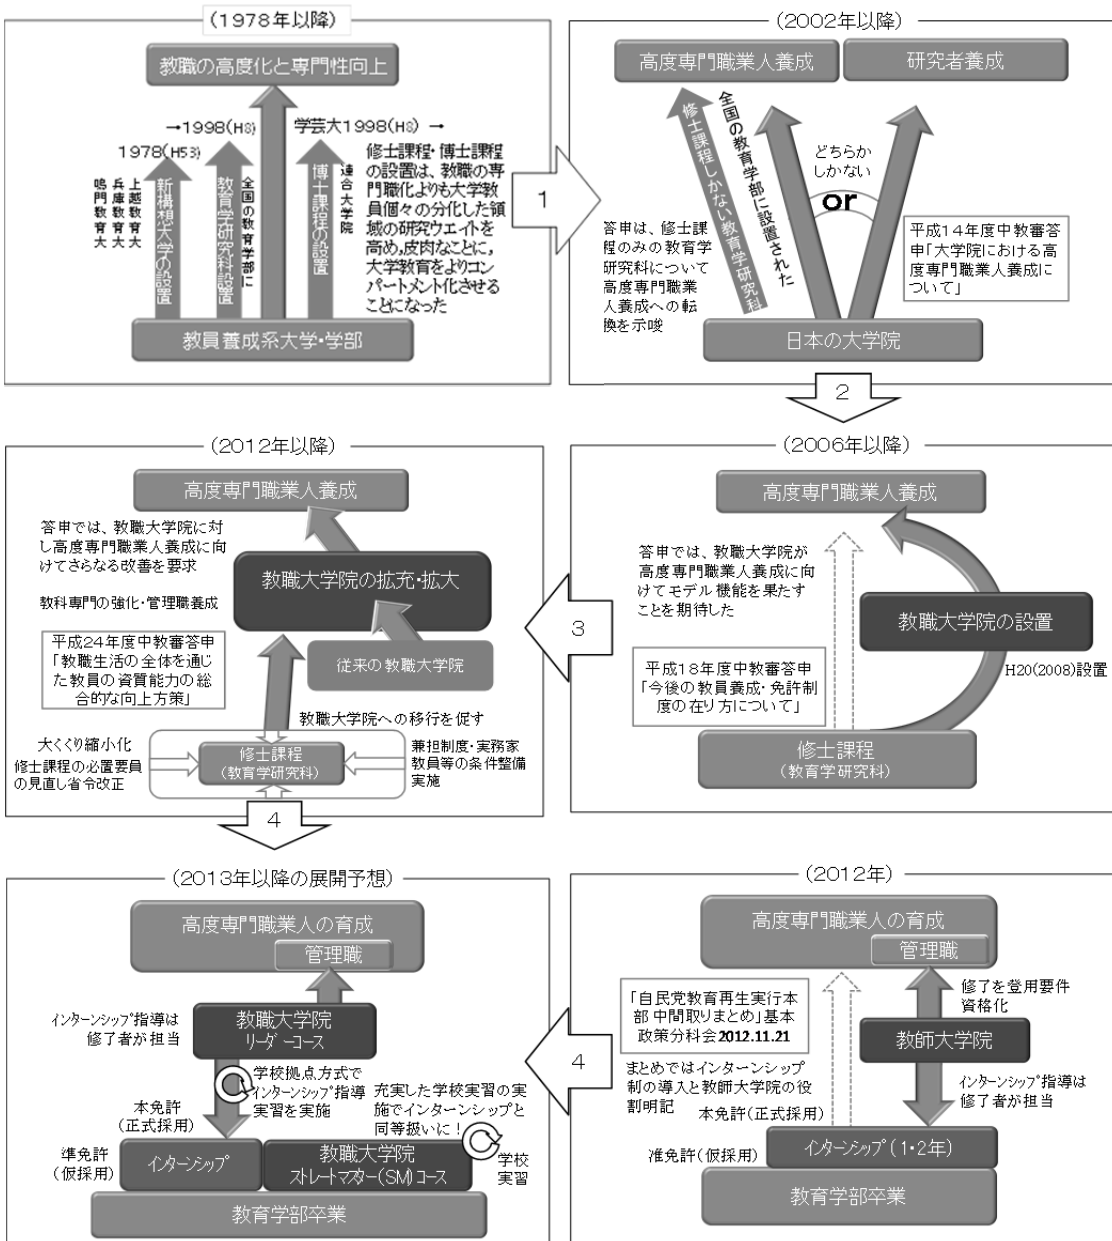 (1978年以降)
教職の高度化と専門性向上
→1998(H8)
1978(H53)
学芸大1998(H8) →
上越教育大
兵庫教育大
鳴門教育大
新構想大学の設置
教育学研究科設置
全国の教育学部に
博士課程の設置
連合大学院
修士課程・博士課程
の設置は、教職の専
門職化よりも大学教
員個々の分化した領
域の研究ウエイトを
高め,皮肉なことに,
大学教育をよりコン
パートメント化させる
ことになった
教員養成系大学・学部
1
(2002年以降)
高度専門職業人養成
研究者養成
修士課程しかない教育学研究科
全国の教育学部に設置された
どちらか
しかない
or
答申は、修士課
程のみの教育学
研究科について
高度専門職業
人養成への転
換を示唆
平成14年度中教審答
申「大学院における高
度専門職業人養成に
ついて」
日本の大学院
2
(2006年以降)
高度専門職業人養成
答申では、教職大学院が
高度専門職業人養成に向
けてモデル機能を果たす
ことを期待した
教職大学院の設置
H20(2008)設置
平成18年度中教審答申
「今後の教員養成・免許制
度の在り方について」
修士課程
(教育学研究科)
3
(2012年以降)
高度専門職業人養成
答申では、教職大学院に対
し高度専門職業人養成に向
けてさらなる改善を要求
教職大学院の拡充・拡大
教科専門の強化・管理職養成
平成24年度中教審答申
「教職生活の全体を通じ
た教員の資質能力の総
合的な向上方策」
従来の教職大学院
教職大学院への移行を促す
大くくり縮小化
修士課程の必置要員
の見直し省令改正
修士課程
(教育学研究科)
兼担制度・実務家
教員等の条件整備
実施
4
(2013年以降の展開予想)
高度専門職業人の育成
管理職
インターンシップ指導は
修了者が担当
教職大学院
リーダーコース
学校拠点方式で
インターンシップ指導
実習を実施
本免許
(正式採用)
充実した学校実習の実
施でインターンシップと
同等扱いに！
準免許
(仮採用)
インターンシップ
教職大学院
ストレートマスター(SM)コース
学校
実習
教育学部卒業
4
(2012年)
高度専門職業人の育成
管理職
「自民党教育再生実行本
部 中間取りまとめ」基本
政策分科会2012.11.21
修了を登用要件
資格化
教師大学院
まとめではインターンシップ
制の導入と教師大学院の役
割明記
インターンシップ指導は
修了者が担当
本免許(正式採用)
准免許(仮採用)
インターンシップ(1・2年)
教育学部卒業